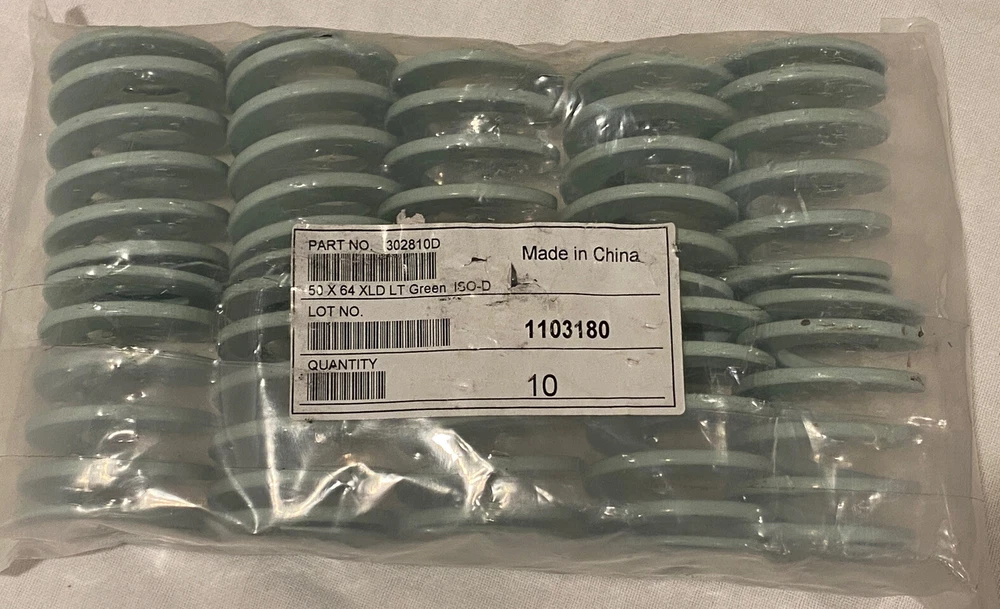 PART NO. 302810D
Made in China
50 X 64 XLD LT Green ISO-D
LOT NO.
1103180
QUANTITY
10